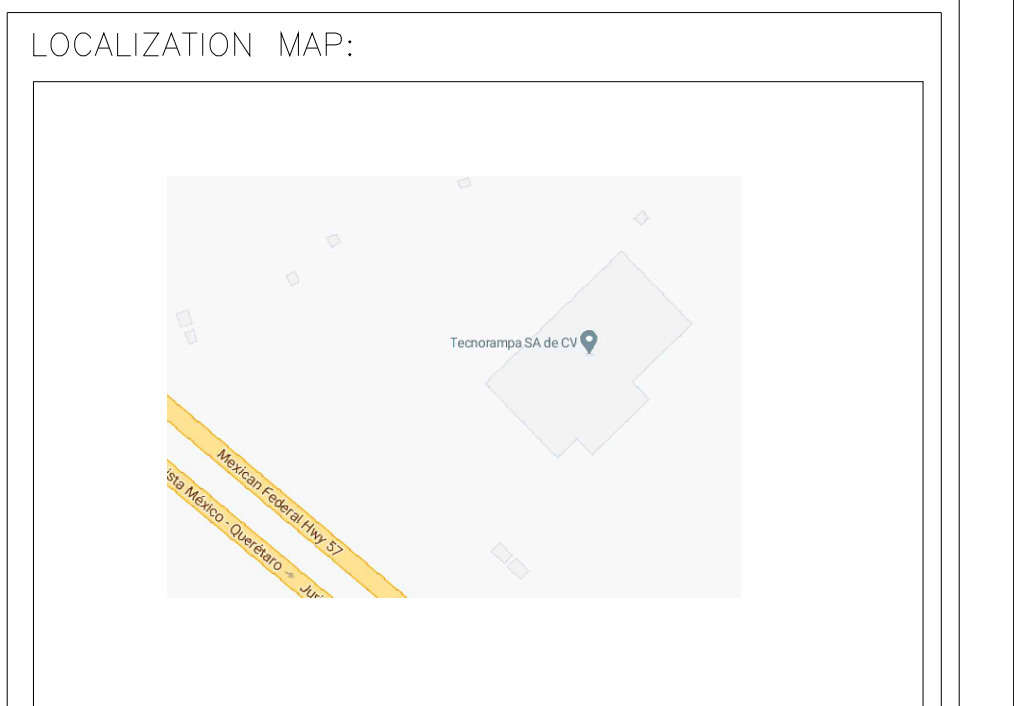 LOCALIZATION MAP:
Tecnorampa SA de CV
Mexican Federal Hwy 57
ista México - Querétaro